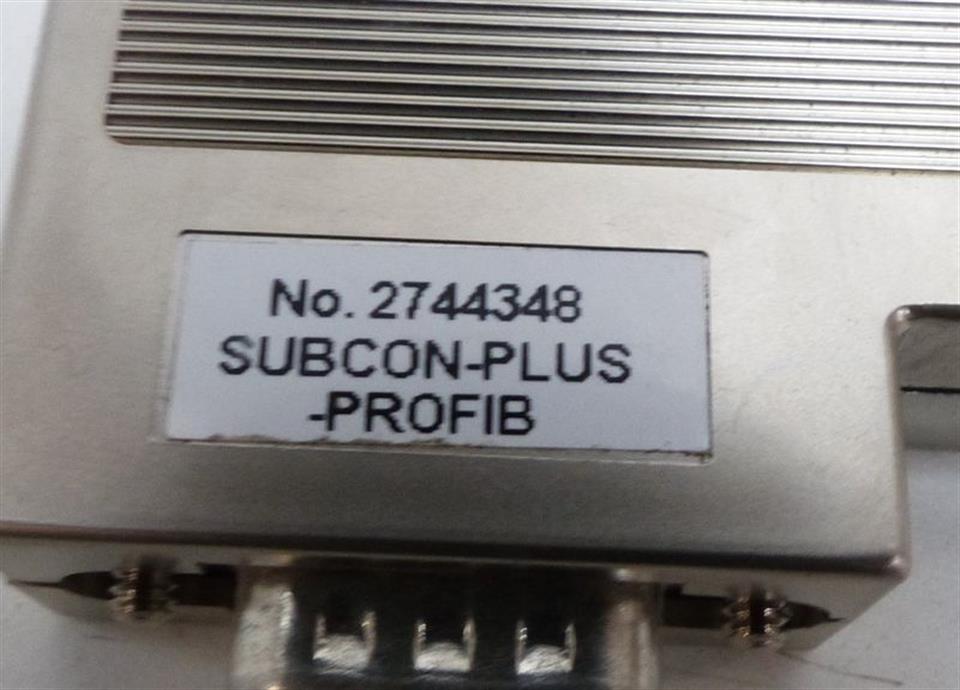 No. 2744348
SUBCON-PLUS
-PROFIB